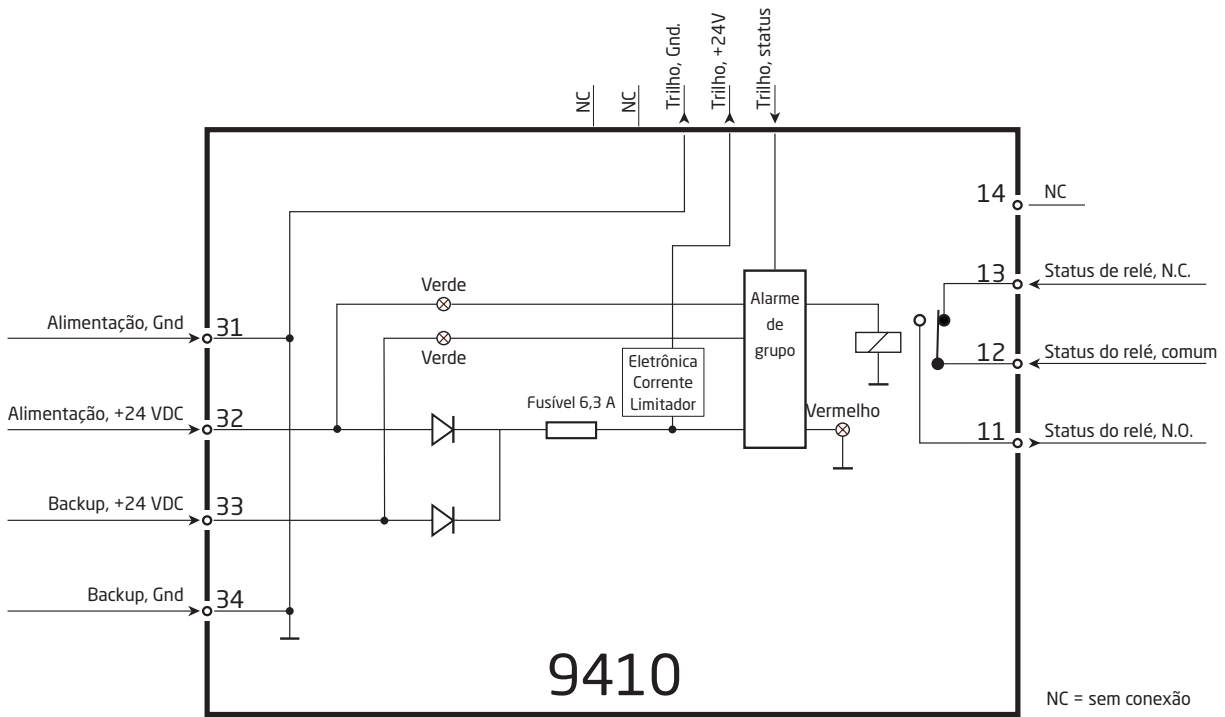 NC
NC
Trilho, Gnd.
Trilho, +24V
Trilho, status
14
NC
13
Status de relé, N.C.
12
Status do relé, comum
11
Status do relé, N.O.
Verde
Verde
Alarme
de
grupo
Alimentação, Gnd
31
Eletrônica
Corrente
Limitador
Fusível 6,3 A
Vermelho
Alimentação, +24 VDC
32
Backup, +24 VDC
33
Backup, Gnd
34
9410
NC = sem conexão